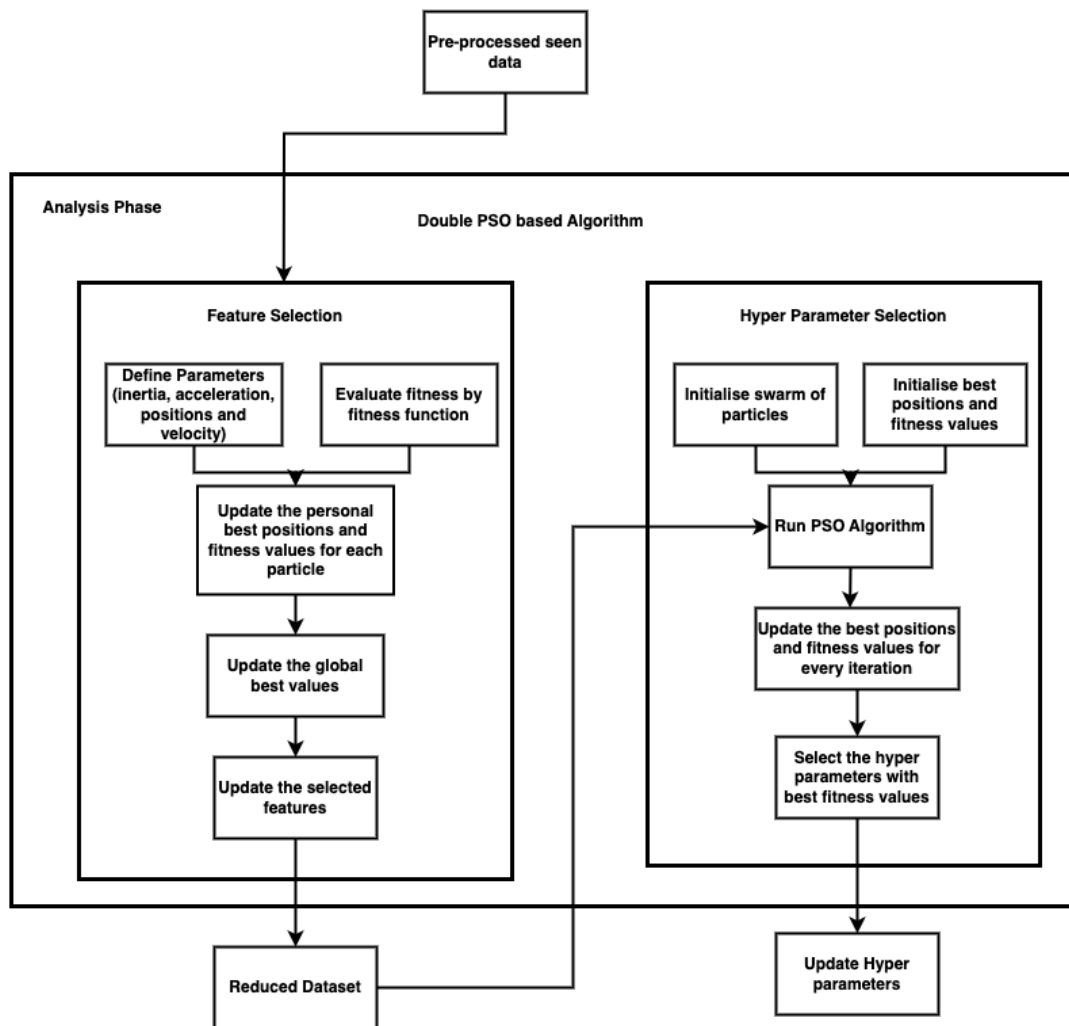 Pre-processed seen
data
Analysis Phase
Double PSO based Algorithm
Feature Selection
Define Parameters
(inertia, acceleration,
positions and
velocity)
Evaluate fitness by
fitness function
Update the personal
best positions and
fitness values for each
particle
Update the global
best values
Update the selected
features
Reduced Dataset
Hyper Parameter Selection
Initialise swarm of
particles
Initialise best
positions and
fitness values
Run PSO Algorithm
Update the best positions
and fitness values for
every iteration
Select the hyper
parameters with
best fitness values
Update Hyper
parameters